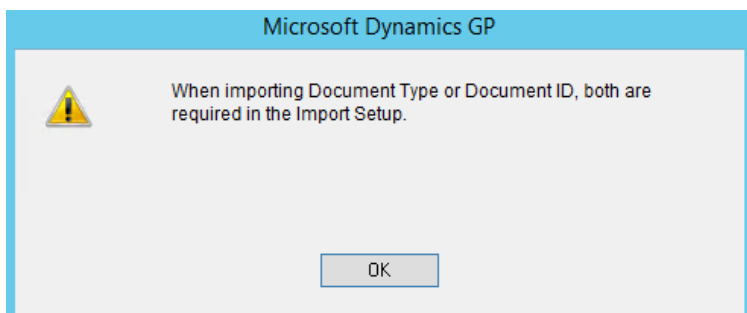 Microsoft Dynamics GP
When importing Document Type or Document ID, both are
required in the Import Setup.
OK